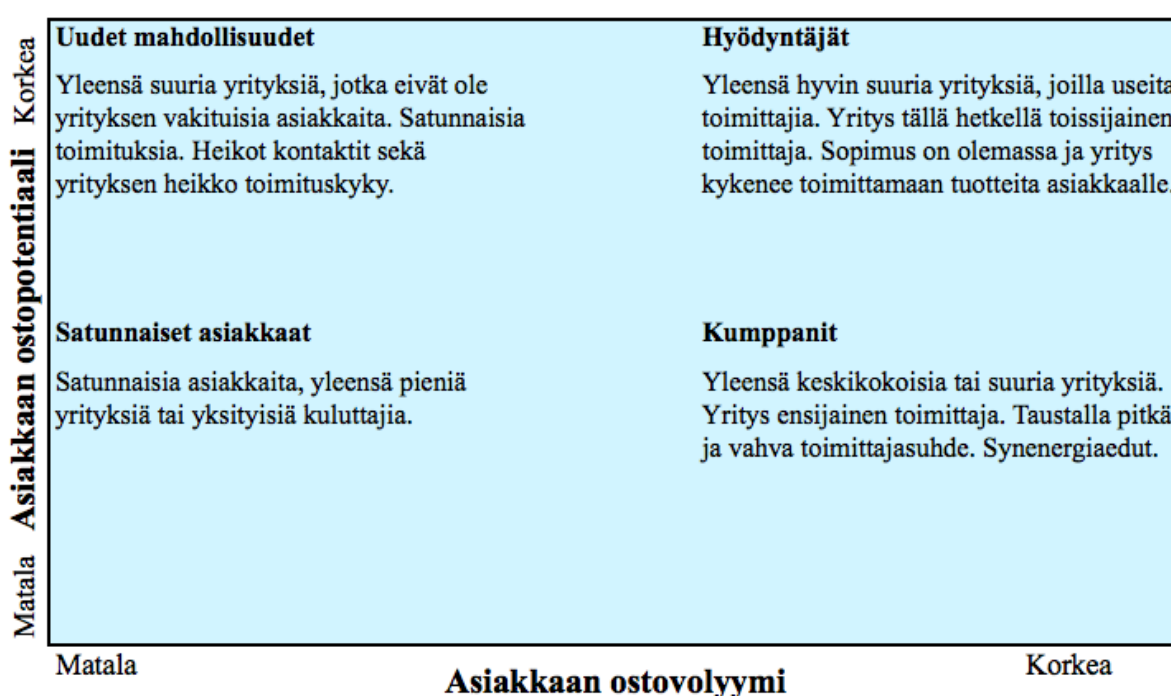 Uudet mahdollisuudet
Yleensä suuria yrityksiä, jotka eivät ole
yrityksen vakituisia asiakkaita. Satunnaisia
toimituksia. Heikot kontaktit sekä
yrityksen heikko toimituskyky.
Hyödyntäjät
Yleensä hyvin suuria yrityksiä, joilla useita
toimittajia. Yritys tällä hetkellä toissijainen
toimittaja. Sopimus on olemassa ja yritys
kykenee toimittamaan tuotteita asiakkaalle.
Satunnaiset asiakkaat
Satunnaisia asiakkaita, yleensä pieniä
yrityksiä tai yksityisiä kuluttajia.
Kumppanit
Yleensä keskikokoisia tai suuria yrityksiä.
Yritys ensijainen toimittaja. Taustalla pitkä
ja vahva toimittajasuhde. Synenergiaedut.
Matala Asiakkaan ostopotentiaali Korkea
Matala Asiakkaan ostovolyymi Korkea